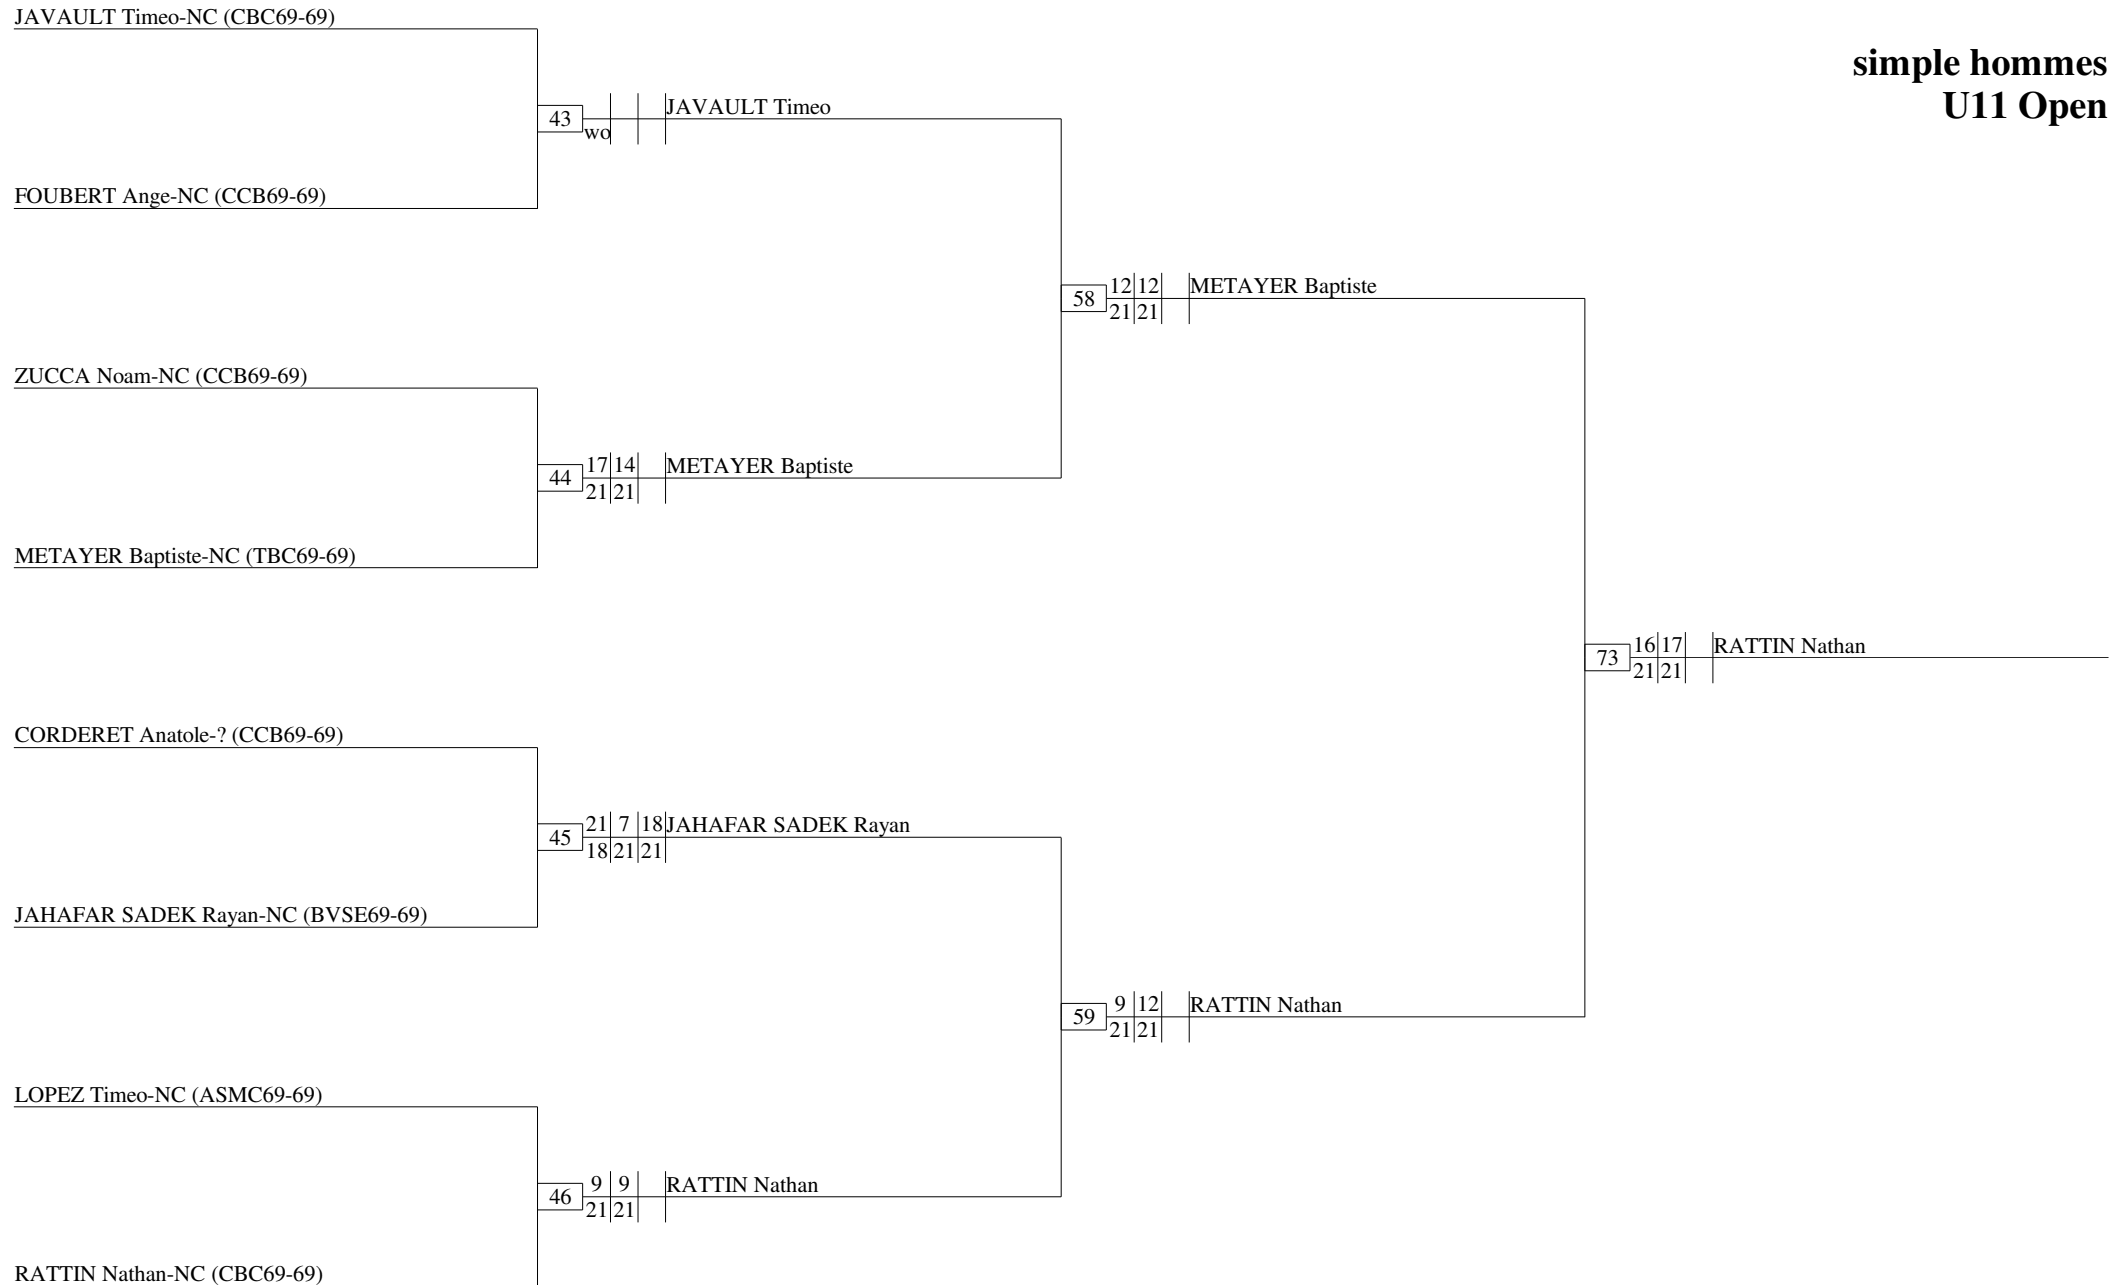 JAVAULT Timeo-NC (CBC69-69)
simple hommes
U11 Open
43
wo
JAVAULT Timeo
FOUBERT Ange-NC (CCB69-69)
58
12 12
21 21
METAYER Baptiste
ZUCCA Noam-NC (CCB69-69)
44
17 14
21 21
METAYER Baptiste
METAYER Baptiste-NC (TBC69-69)
73
16 17
21 21
RATTIN Nathan
CORDERET Anatole-? (CCB69-69)
45
21 7 18
18 21 21
JAHAFAR SADEK Rayan
JAHAFAR SADEK Rayan-NC (BVSE69-69)
59
9 12
21 21
RATTIN Nathan
LOPEZ Timeo-NC (ASMC69-69)
46
9 9
21 21
RATTIN Nathan
RATTIN Nathan-NC (CBC69-69)